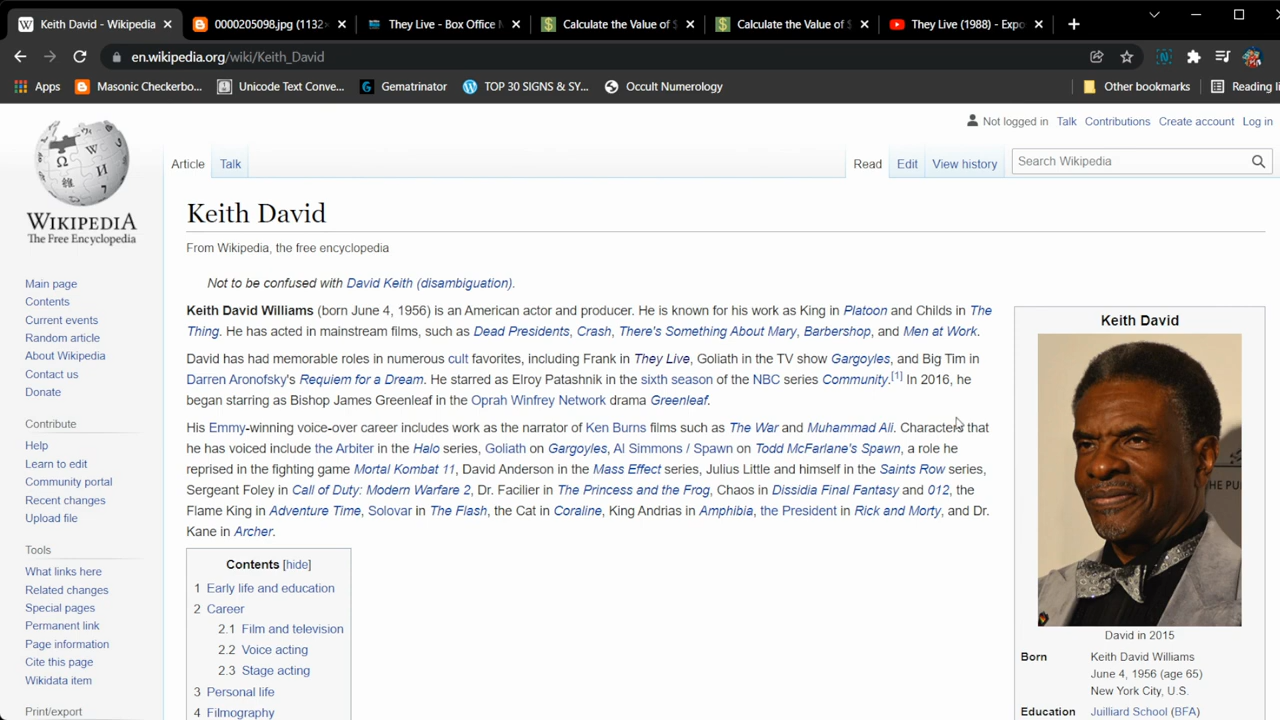 Keith David - Wikipedia
0000205098.jpg (1132×
They Live - Box Office
Calculate the Value of
Calculate the Value of
They Live (1988) - Expo
en.wikipedia.org/wiki/Keith_David
Apps
Masonic Checkerbo...
Unicode Text Conve...
Gematrinator
TOP 30 SIGNS & SY...
Occult Numerology
Other bookmarks
Reading li
Not logged in Talk Contributions Create account Log in
Article Talk
Read Edit View history
Search Wikipedia
WIKIPEDIA
The Free Encyclopedia
Main page
Contents
Current events
Random article
About Wikipedia
Contact us
Donate
Contribute
Help
Learn to edit
Community portal
Recent changes
Upload file
Tools
What links here
Related changes
Special pages
Permanent link
Page information
Cite this page
Wikidata item
Print/export
Keith David
From Wikipedia, the free encyclopedia
Not to be confused with David Keith (disambiguation).
Keith David Williams (born June 4, 1956) is an American actor and producer. He is known for his work as King in Platoon and Childs in The
Thing. He has acted in mainstream films, such as Dead Presidents, Crash, There's Something About Mary, Barbershop, and Men at Work.
David has had memorable roles in numerous cult favorites, including Frank in They Live, Goliath in the TV show Gargoyles, and Big Tim in
Darren Aronofsky's Requiem for a Dream. He starred as Elroy Patashnik in the sixth season of the NBC series Community.[1] In 2016, he
began starring as Bishop James Greenleaf in the Oprah Winfrey Network drama Greenleaf.
His Emmy-winning voice-over career includes work as the narrator of Ken Burns films such as The War and Muhammad Ali. Characters that
he has voiced include the Arbiter in the Halo series, Goliath on Gargoyles, Al Simmons / Spawn on Todd McFarlane's Spawn, a role he
reprised in the fighting game Mortal Kombat 11, David Anderson in the Mass Effect series, Julius Little and himself in the Saints Row series,
Sergeant Foley in Call of Duty: Modern Warfare 2, Dr. Facilier in The Princess and the Frog, Chaos in Dissidia Final Fantasy and 012, the
Flame King in Adventure Time, Solovar in The Flash, the Cat in Coraline, King Andrias in Amphibia, the President in Rick and Morty, and Dr.
Kane in Archer.
Contents [hide]
1 Early life and education
2 Career
2.1 Film and television
2.2 Voice acting
2.3 Stage acting
3 Personal life
4 Filmography
Keith David
THE PU
David in 2015
Born Keith David Williams
June 4, 1956 (age 65)
New York City, U.S.
Education Juilliard School (BFA)